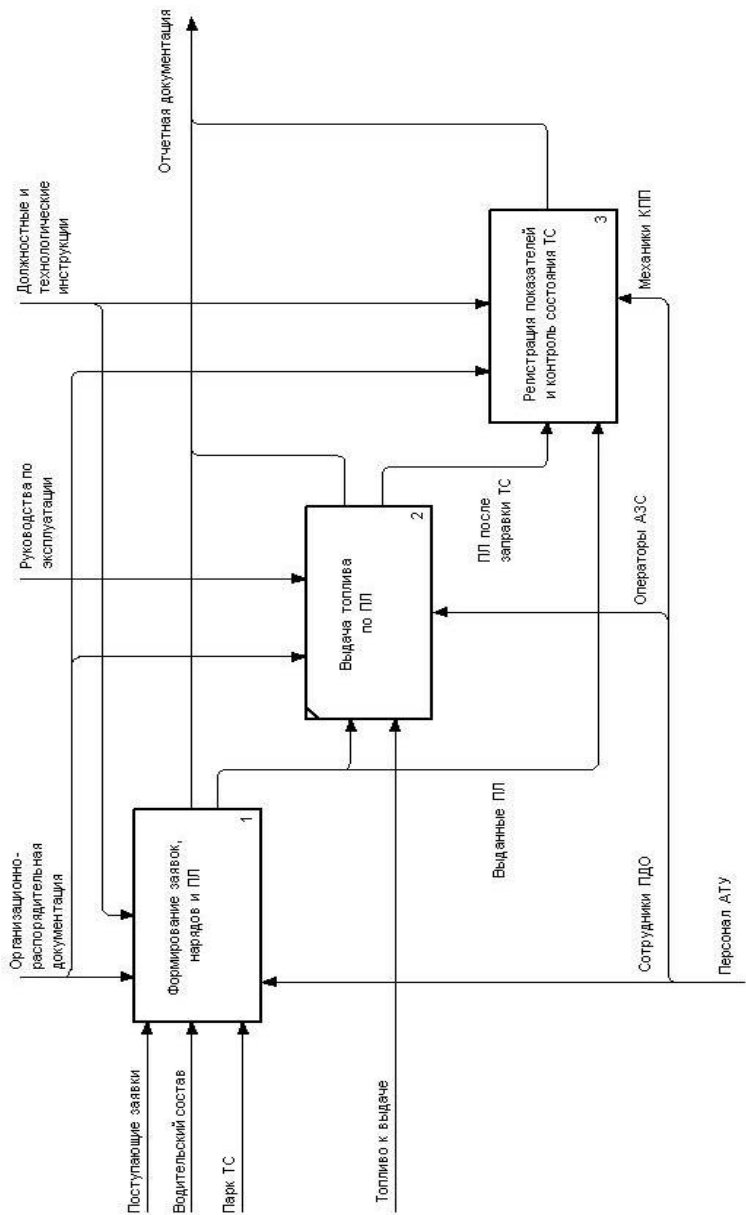 Организационно-
распорядительная
документация
Руководства по
эксплуатации
Должностные и
технологические
инструкции
Поступающие заявки
Водительский состав
Парк ТС
Формирование заявок,
нарядов и ПЛ
1
Отчетная документация
Топливо к выдаче
Выдача топлива
по ПЛ
2
Выданные ПЛ
ПЛ после
заправки ТС
Регистрация показателей
и контроль состояния ТС
3
Сотрудники ПДО
Операторы АЗС
Механики КПП
Персонал АТУ